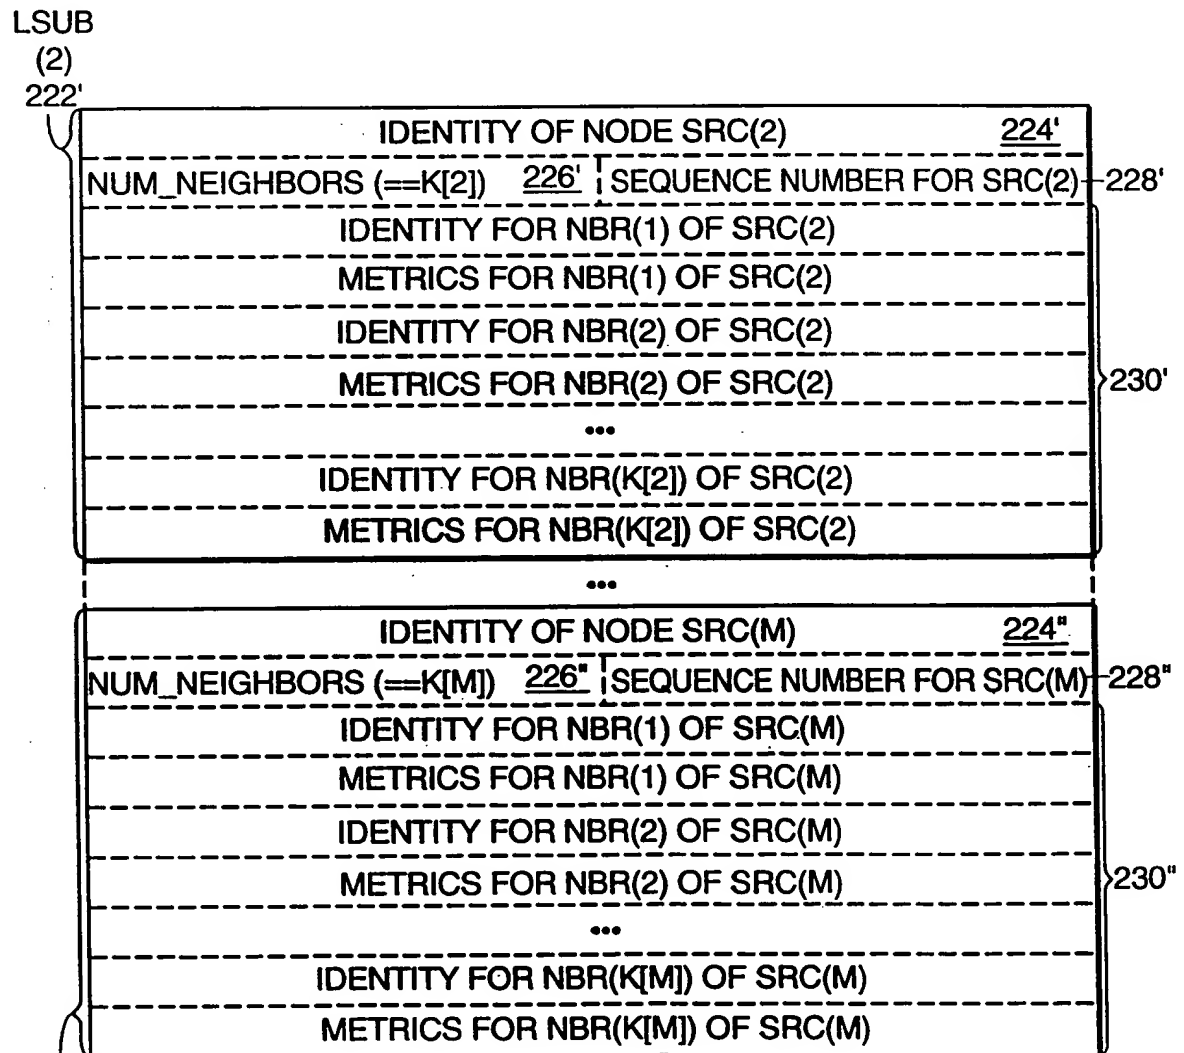 LSUB
(2)
222'
IDENTITY OF NODE SRC(2) 224'
NUM_NEIGHBORS (==K[2]) 226' SEQUENCE NUMBER FOR SRC(2) 228'
IDENTITY FOR NBR(1) OF SRC(2)
METRICS FOR NBR(1) OF SRC(2)
IDENTITY FOR NBR(2) OF SRC(2)
METRICS FOR NBR(2) OF SRC(2)
230'
•••
IDENTITY FOR NBR(K[2]) OF SRC(2)
METRICS FOR NBR(K[2]) OF SRC(2)
•••
IDENTITY OF NODE SRC(M) 224"
NUM_NEIGHBORS (==K[M]) 226" SEQUENCE NUMBER FOR SRC(M) 228"
IDENTITY FOR NBR(1) OF SRC(M)
METRICS FOR NBR(1) OF SRC(M)
IDENTITY FOR NBR(2) OF SRC(M)
METRICS FOR NBR(2) OF SRC(M)
230"
•••
IDENTITY FOR NBR(K[M]) OF SRC(M)
METRICS FOR NBR(K[M]) OF SRC(M)